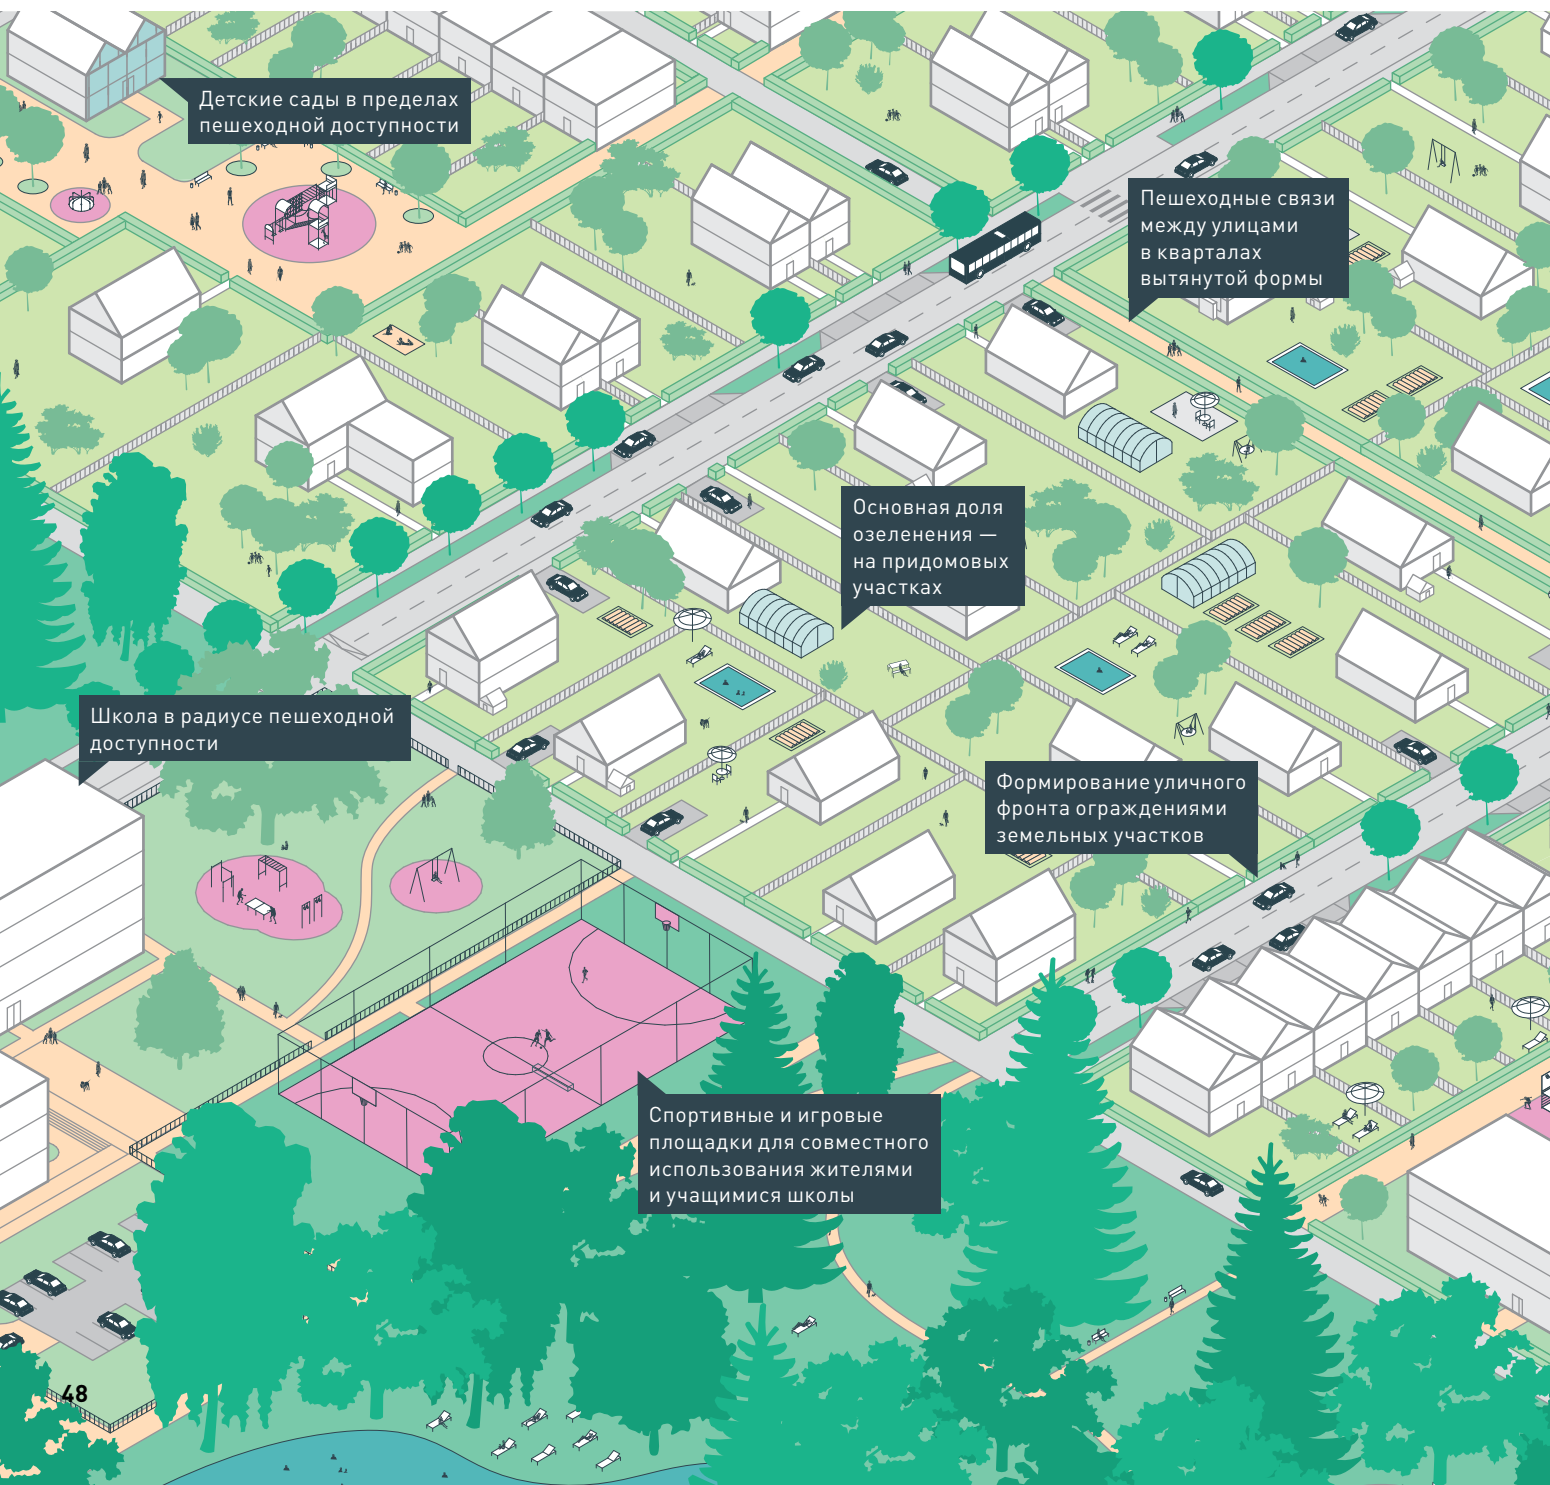 Детские сады в пределах
пешеходной доступности
Пешеходные связи
между улицами
в кварталах
вытянутой формы
Основная доля
озеленения —
на придомовых
участках
Школа в радиусе пешеходной
доступности
Формирование уличного
фронта ограждениями
земельных участков
Спортивные и игровые
площадки для совместного
использования жителями
и учащимися школы
48